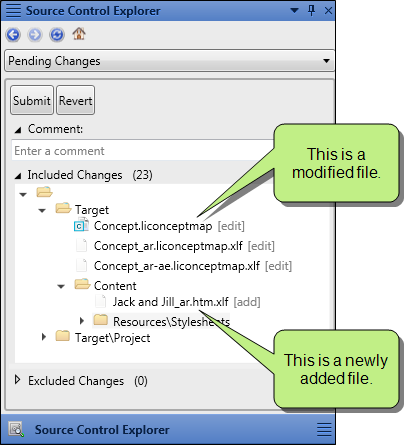 Source Control Explorer
Pending Changes
Submit Revert
Comment:
Enter a comment
This is a
modified file.
Included Changes (23)
Target
Concept.liconceptmap [edit]
Concept_ar.liconceptmap.xlf [edit]
Concept_ar-ae.liconceptmap.xlf [edit]
Content
Jack and Jill_ar.htm.xlf [add]
Resources\Stylesheets
Target\Project
This is a newly
added file.
Excluded Changes (0)
Source Control Explorer